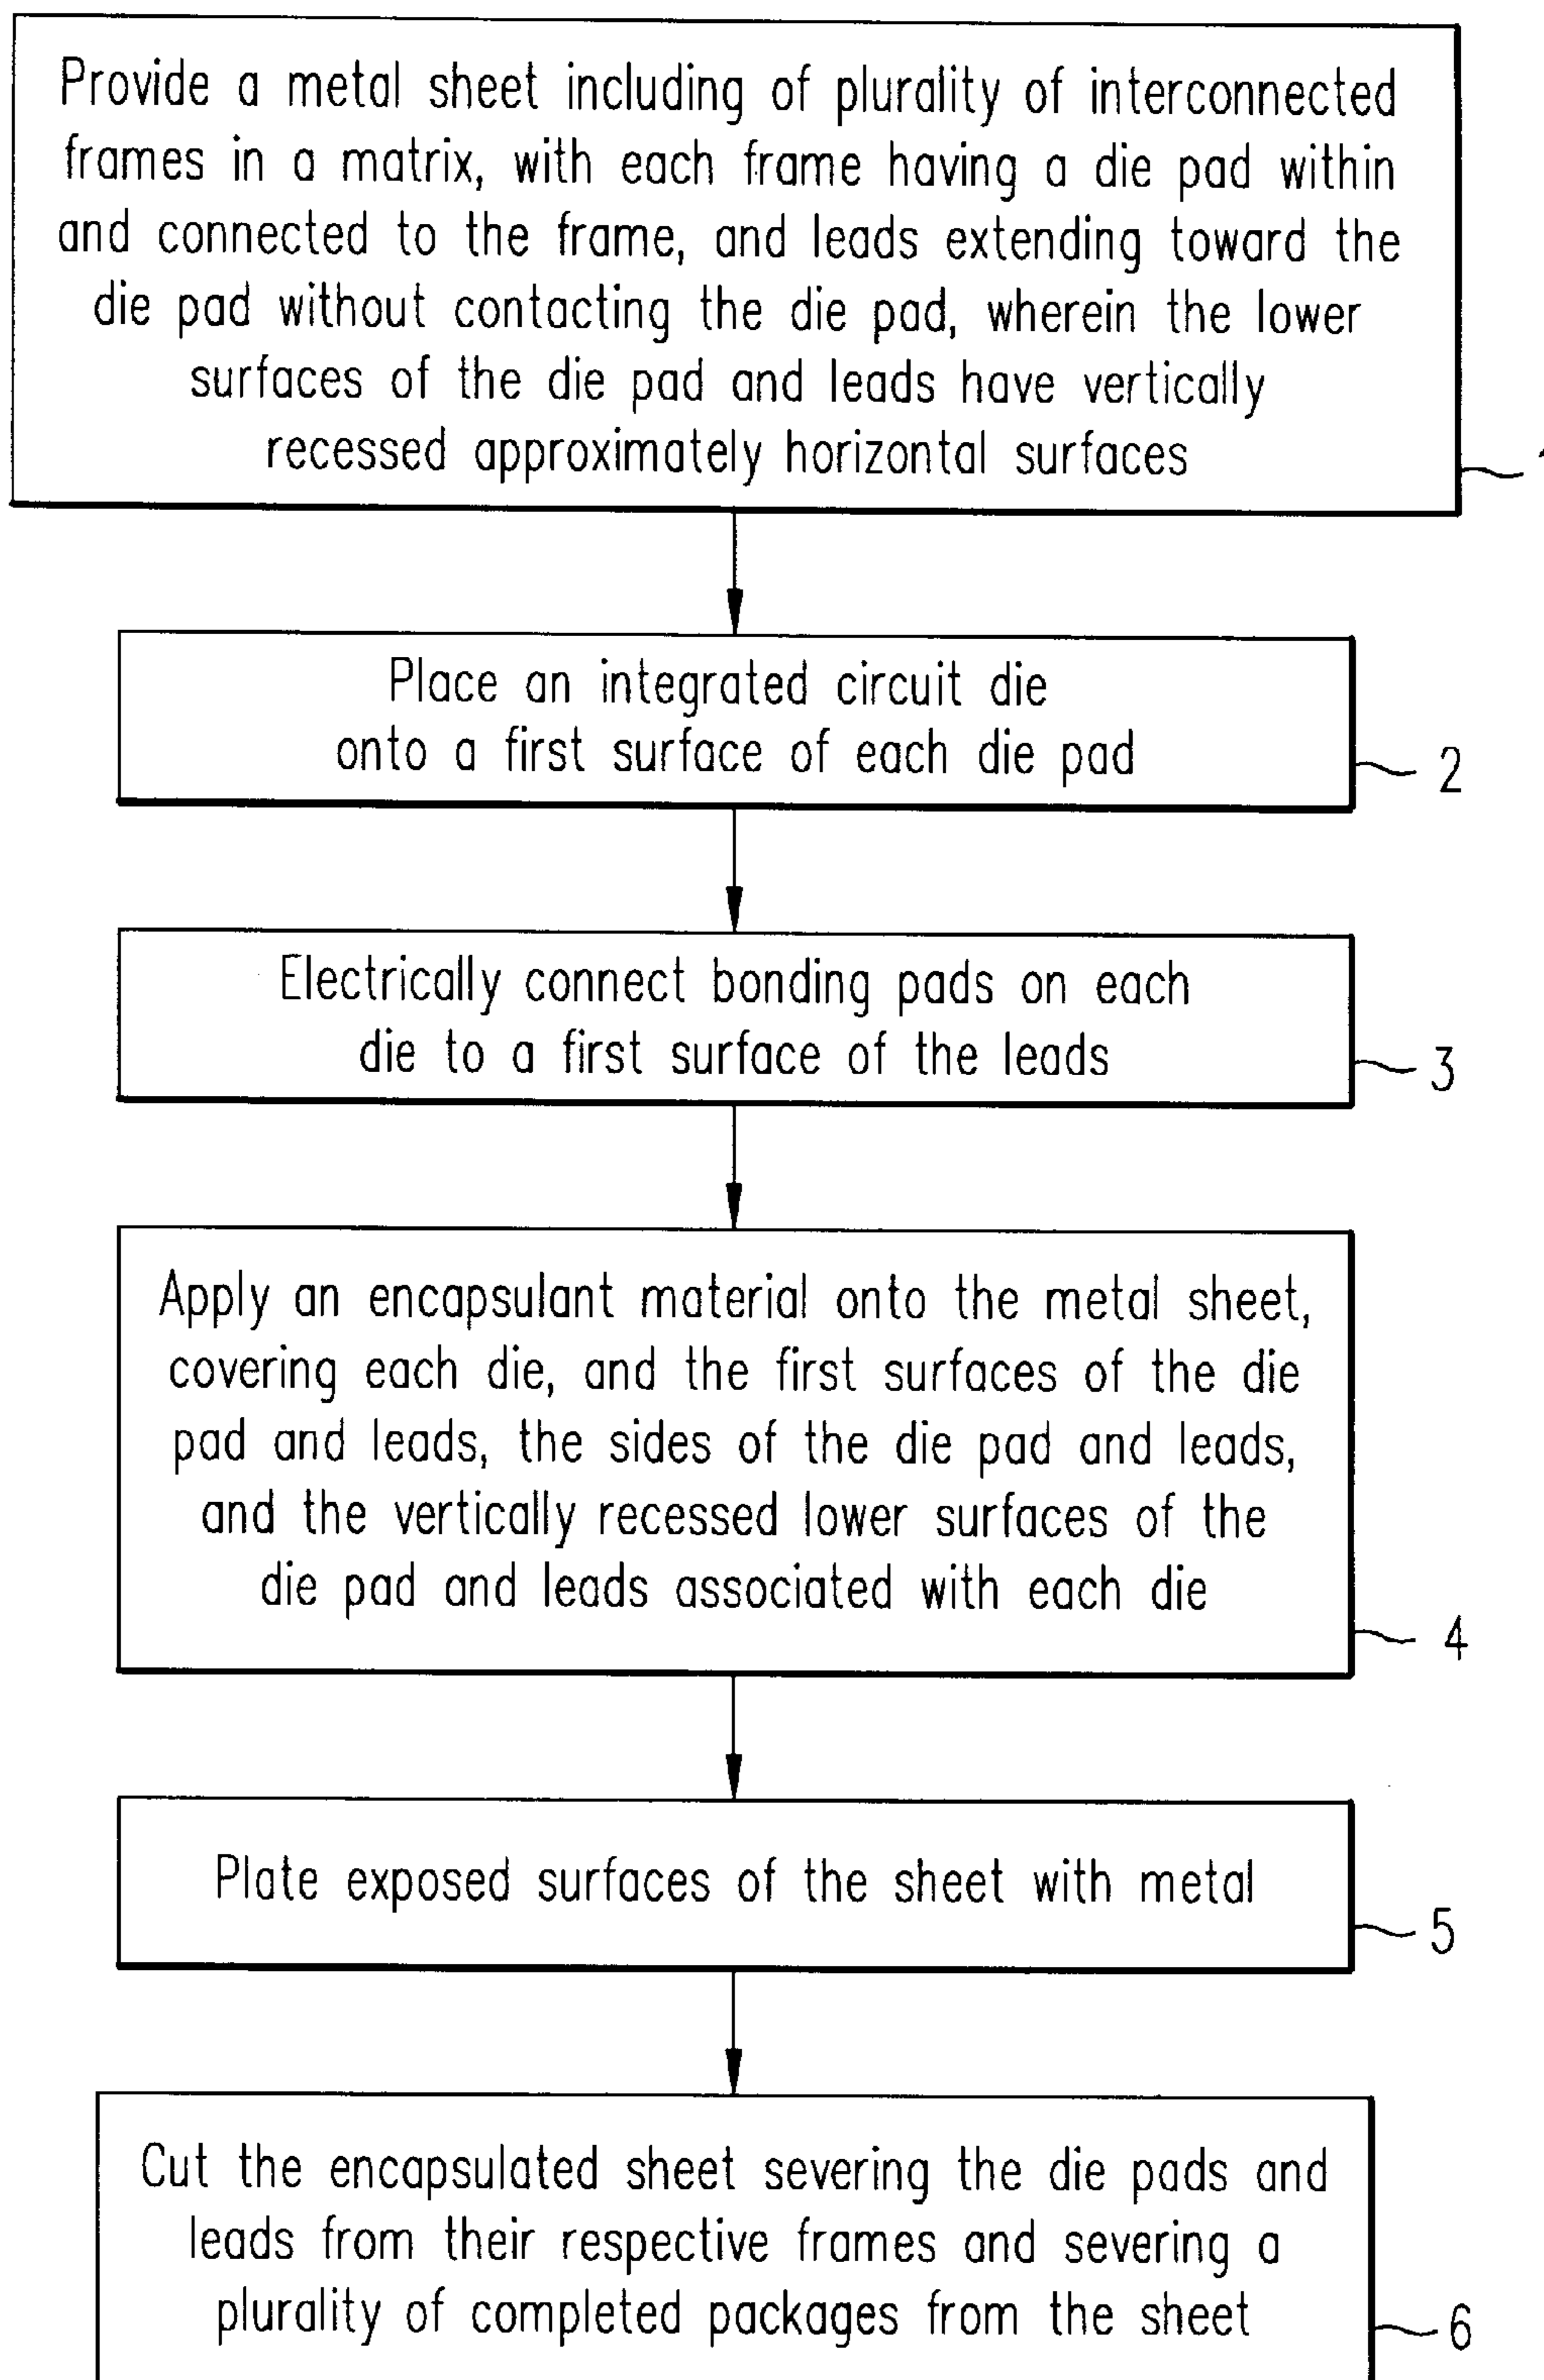 Provide a metal sheet including of plurality of interconnected
frames in a matrix, with each frame having a die pad within
and connected to the frame, and leads extending toward the
die pad without contacting the die pad, wherein the lower
surfaces of the die pad and leads have vertically
recessed approximately horizontal surfaces
Place an integrated circuit die
onto a first surface of each die pad
2
Electrically connect bonding pads on each
die to a first surface of the leads
3
Apply an encapsulant material onto the metal sheet,
covering each die, and the first surfaces of the die
pad and leads, the sides of the die pad and leads,
and the vertically recessed lower surfaces of the
die pad and leads associated with each die
4
Plate exposed surfaces of the sheet with metal
5
Cut the encapsulated sheet severing the die pads and
leads from their respective frames and severing a
plurality of completed packages from the sheet
6